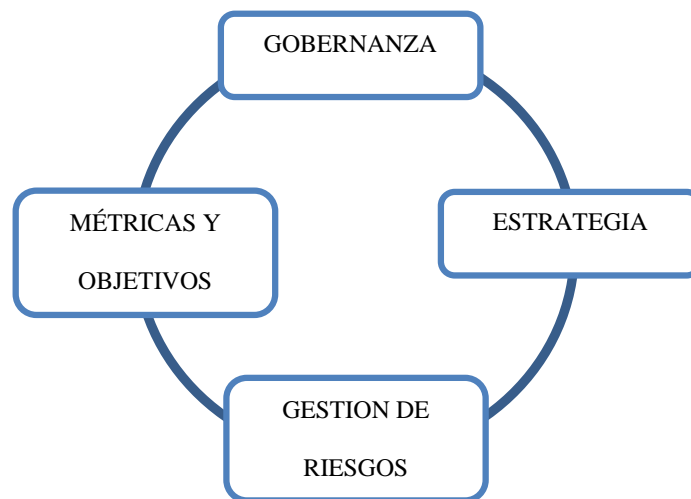 GOBERNANZA
MÉTRICAS Y
OBJETIVOS
ESTRATEGIA
GESTION DE
RIESGOS